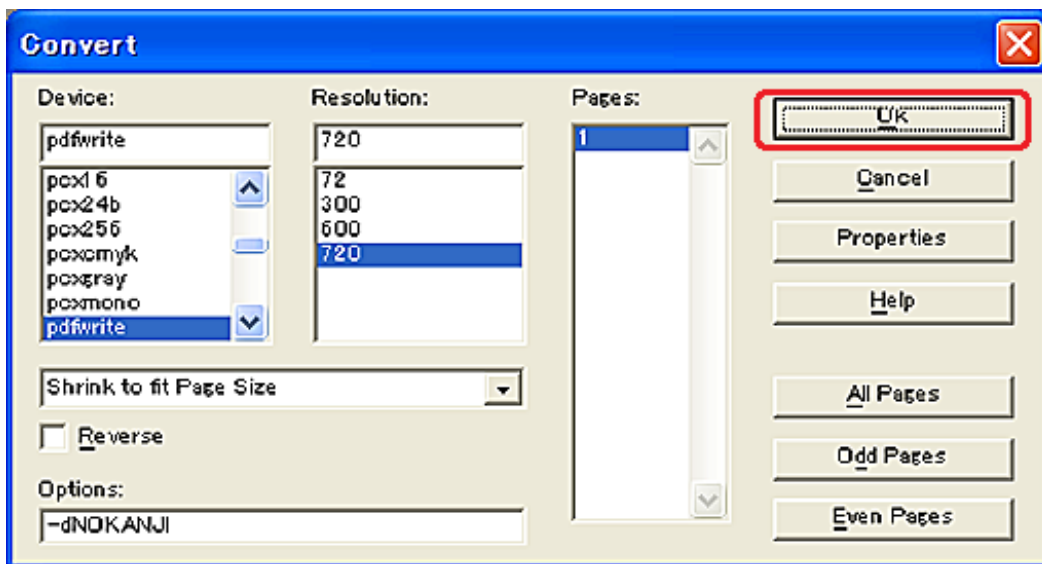 Convert
Device:
pdfwrite
pcx16
pcx24b
pcx256
pcxcmyk
pcxgray
pcxmono
pdfwrite
Shrink to fit Page Size
Reverse
Options:
-dNOKANJI
Resolution:
720
72
300
600
720
Pages:
1
OK
Cancel
Properties
Help
All Pages
Odd Pages
Even Pages